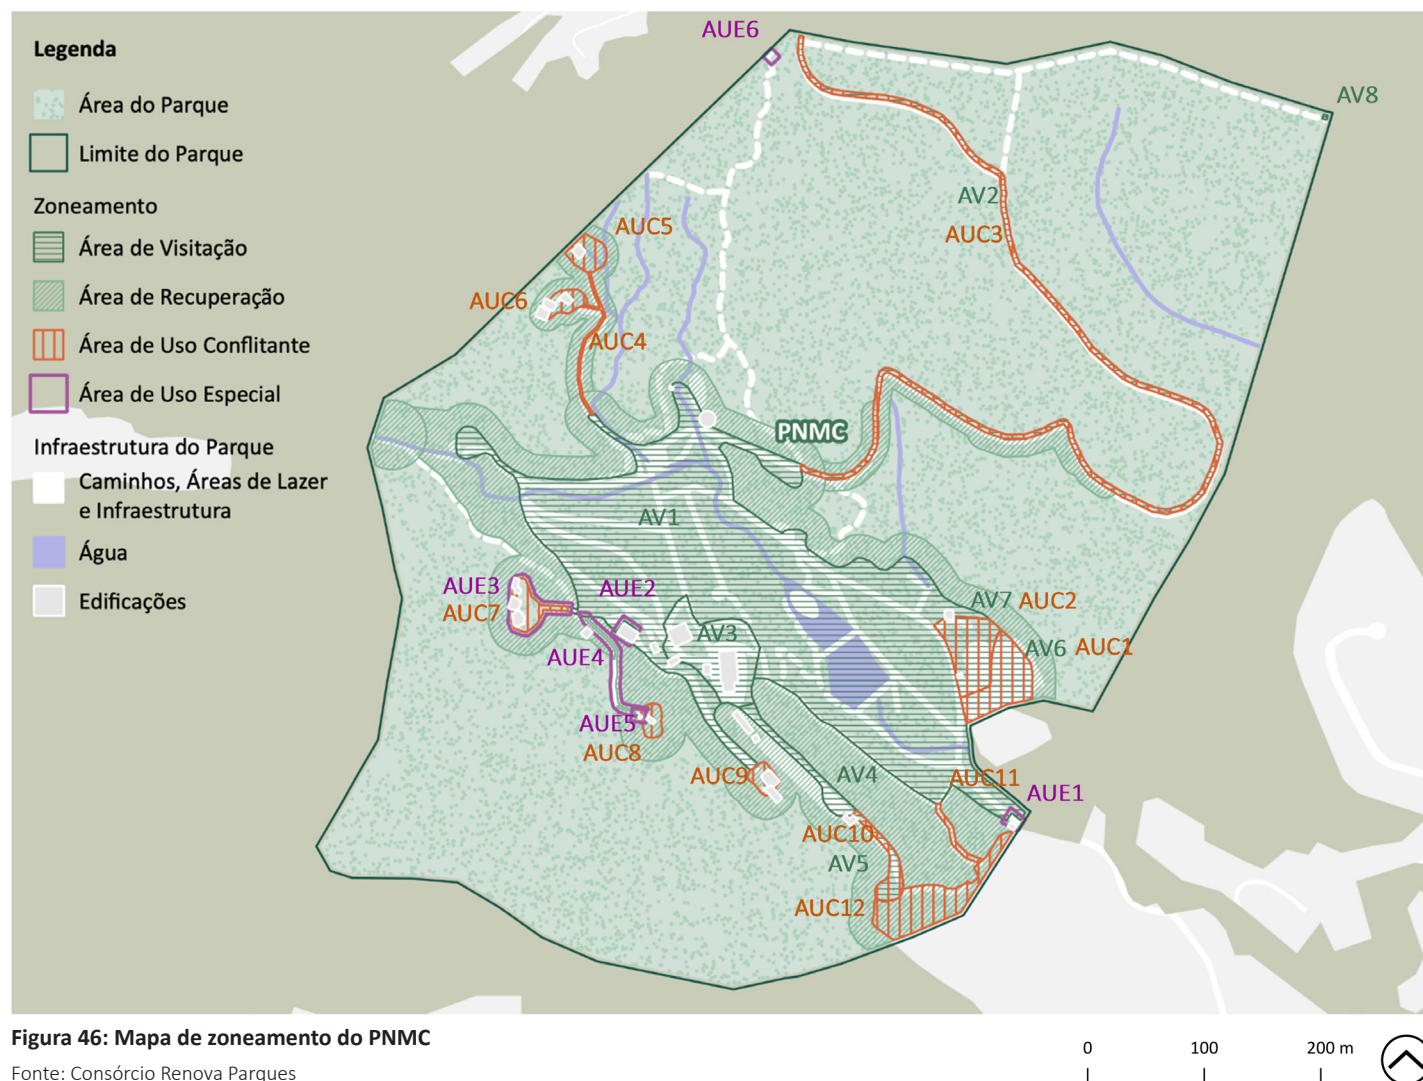 Legenda
Área do Parque
Limite do Parque
Zoneamento
Área de Visitação
Área de Recuperação
Área de Uso Conflitante
Área de Uso Especial
Infraestrutura do Parque
Caminhos, Áreas de Lazer
e Infraestrutura
Água
Edificações
AUE6
AV8
AV2
AUC3
AUC5
AUC6
AUC4
PNMC
AV1
AUE3
AUC7
AUE2
AV7 AUC2
AV3
AV6 AUC1
AUE4
AUE5
AUC8
AUC9
AV4
AUC11
AUE1
AUC10
AV5
AUC12
Figura 46: Mapa de zoneamento do PNMC
Fonte: Consórcio Renova Parques
0 100 200 m